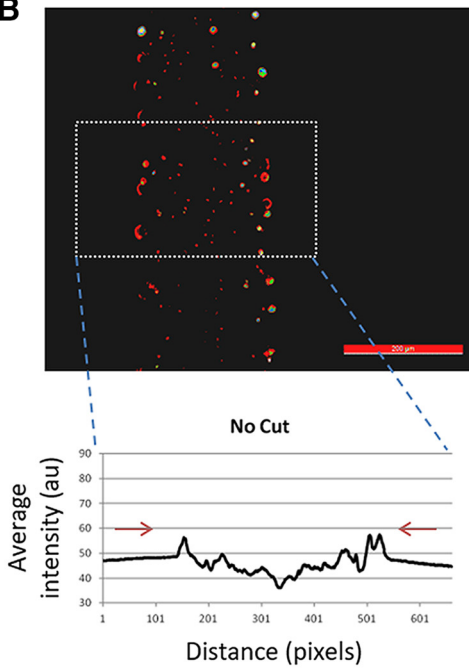 B
200 µm
No Cut
Average
intensity (au)
90
80
70
60
50
40
30
1 101 201 301 401 501 601
Distance (pixels)